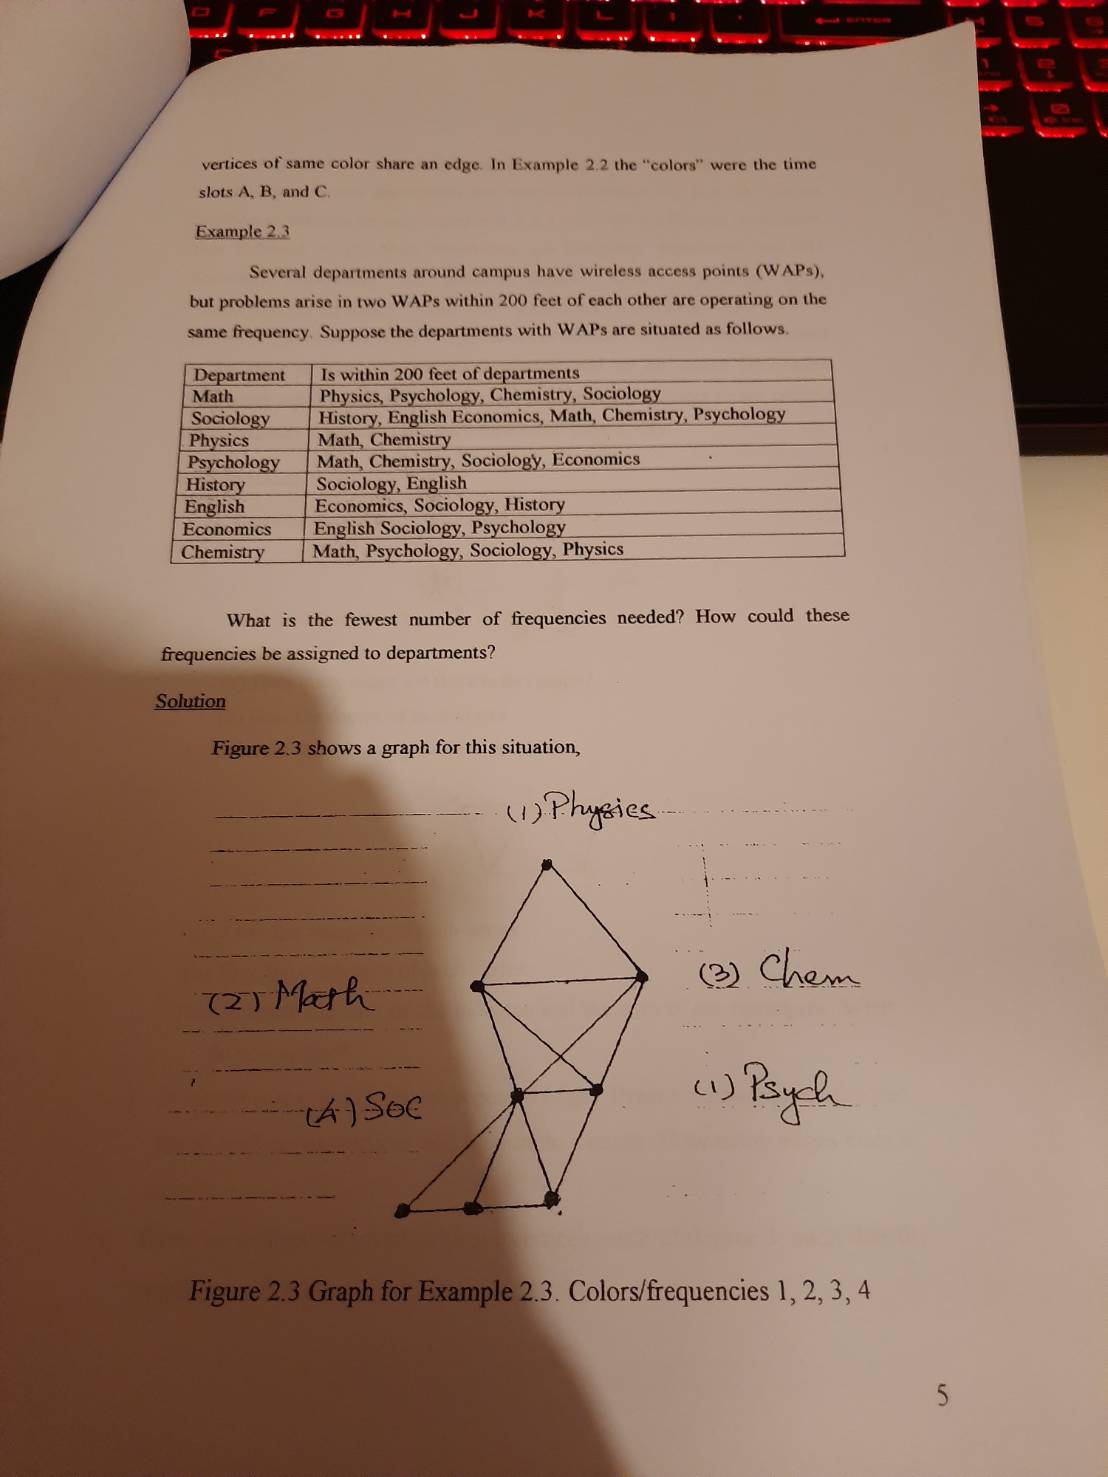 vertices of same color share an edge. In Example 2.2 the "colors" were the time
slots A, B, and C.
Example 2.3
Several departments around campus have wireless access points (WAPs),
but problems arise in two WAPs within 200 feet of each other are operating on the
same frequency. Suppose the departments with WAPs are situated as follows.
Department Is within 200 feet of departments
Math Physics, Psychology, Chemistry, Sociology
Sociology History, English Economics, Math, Chemistry, Psychology
Physics Math, Chemistry
Psychology Math, Chemistry, Sociology, Economics
History Sociology, English
English Economics, Sociology, History
Economics English Sociology, Psychology
Chemistry Math, Psychology, Sociology, Physics
What is the fewest number of frequencies needed? How could these
frequencies be assigned to departments?
Solution
Figure 2.3 shows a graph for this situation,
(1) Physics
(2) Math
(3) Chem
(4) Soc
(1) Psych
Figure 2.3 Graph for Example 2.3. Colors/frequencies 1, 2, 3, 4
5